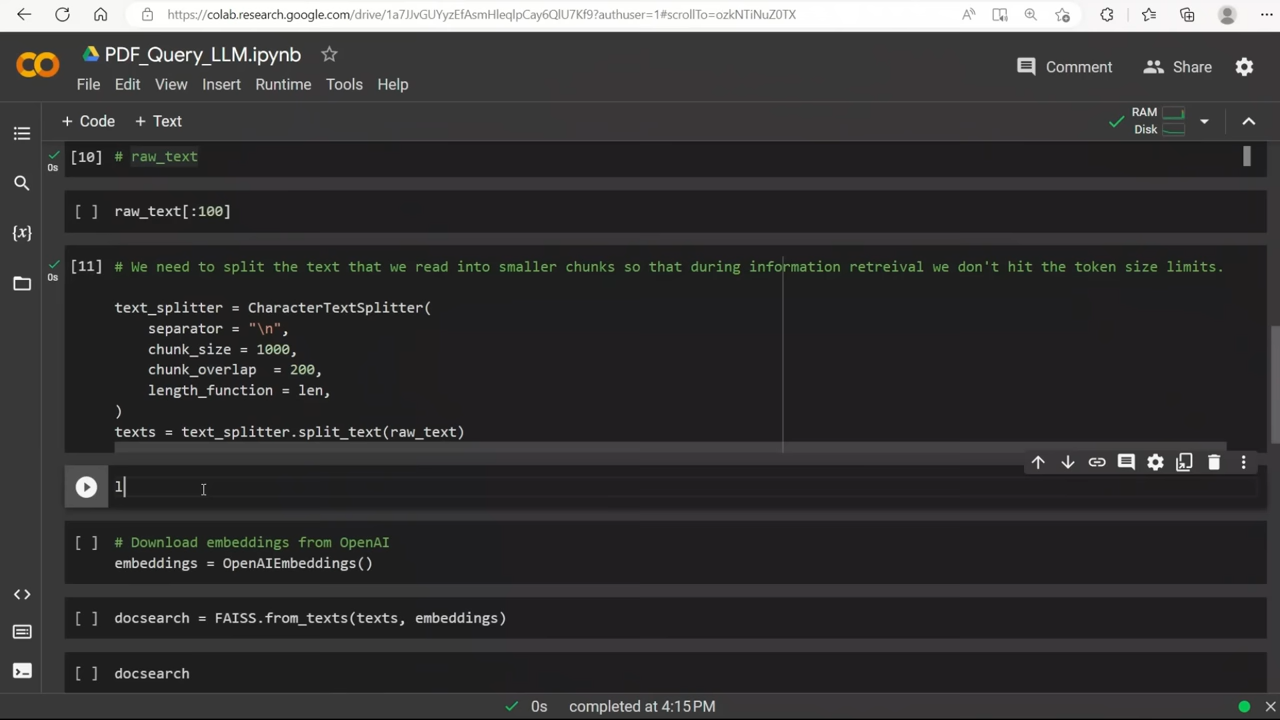 https://colab.research.google.com/drive/1a7JJvGUYyzEfAsmHleqlpCay6QlU7Kf9?authuser=1#scrollTo=ozkNTiNuZ0TX
PDF_Query_LLM.ipynb
Comment
Share
File Edit View Insert Runtime Tools Help
+ Code + Text
RAM
Disk
[10] # raw_text
0s
[ ] raw_text[:100]
[11] # We need to split the text that we read into smaller chunks so that during information retreival we don't hit the token size limits.
0s
text_splitter = CharacterTextSplitter(
separator = "\n",
chunk_size = 1000,
chunk_overlap  = 200,
length_function = len,
)
texts = text_splitter.split_text(raw_text)
l
[ ] # Download embeddings from OpenAI
embeddings = OpenAIEmbeddings()
[ ] docsearch = FAISS.from_texts(texts, embeddings)
[ ] docsearch
0s completed at 4:15 PM